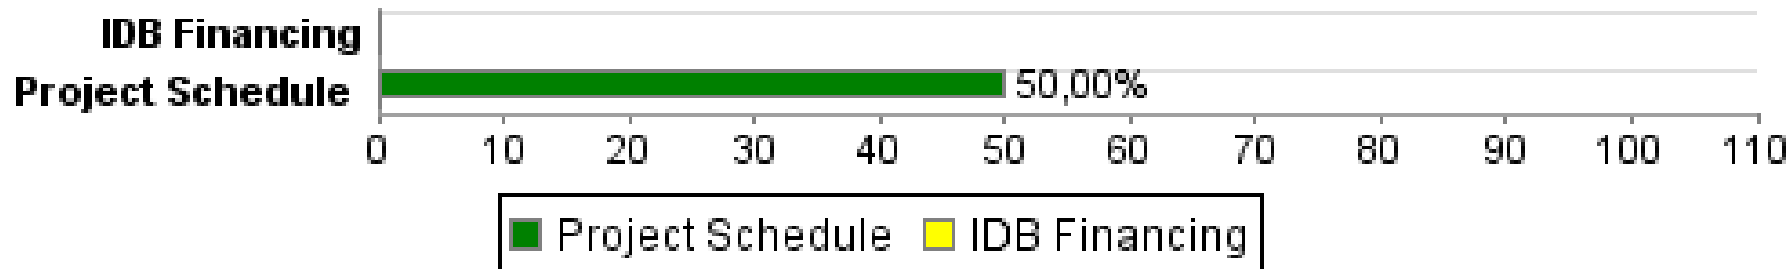 IDB Financing
Project Schedule 50,00%
0 10 20 30 40 50 60 70 80 90 100 110
Project Schedule IDB Financing